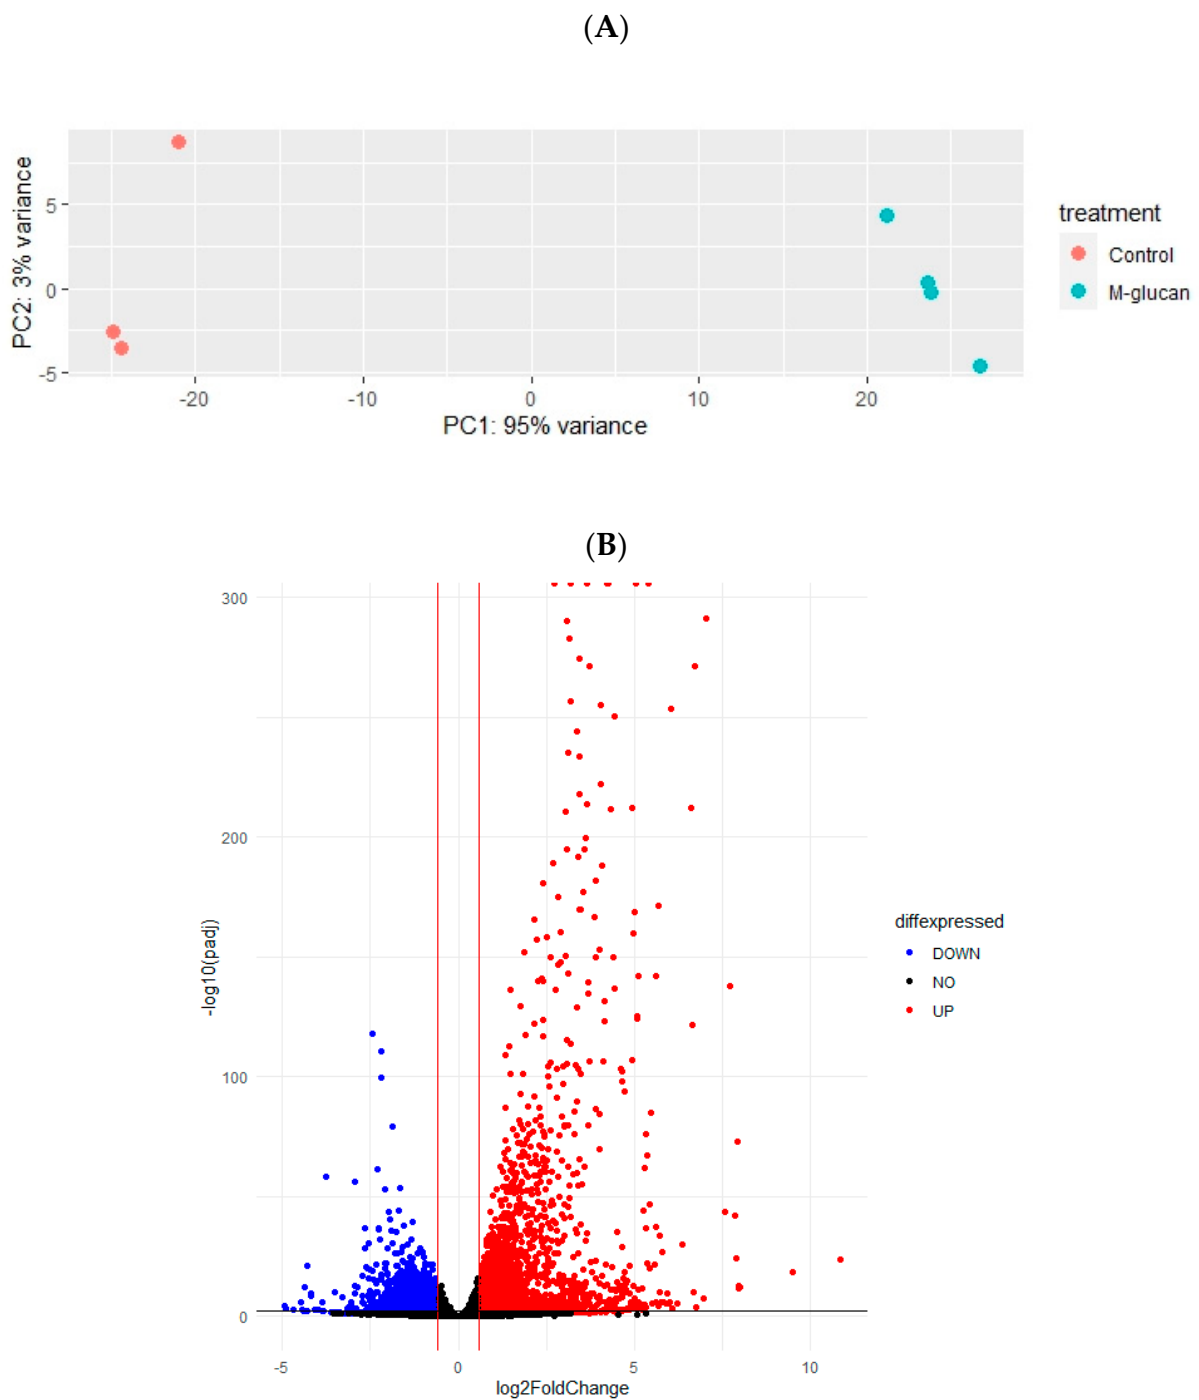 (A)
5
0
-5
PC2: 3% variance
-20
-10
0
10
20
PC1: 95% variance
treatment
Control
M-glucan
(B)
300
200
100
0
-log10(padj)
-5
0
5
10
log2FoldChange
diffexpressed
DOWN
NO
UP